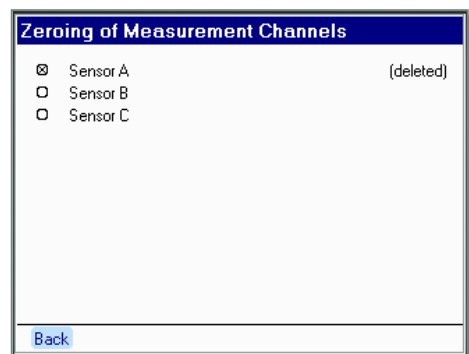 Zeroing of Measurement Channels
Sensor A (deleted)
Sensor B
Sensor C
Back